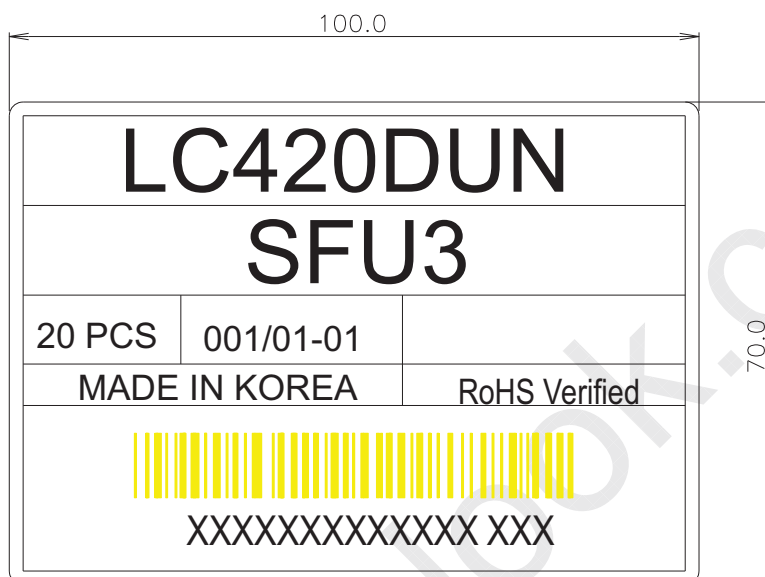 100.0
LC420DUN
SFU3
20 PCS 001/01-01
70.0
MADE IN KOREA RoHS Verified
XXXXXXXXXXXXX XXX